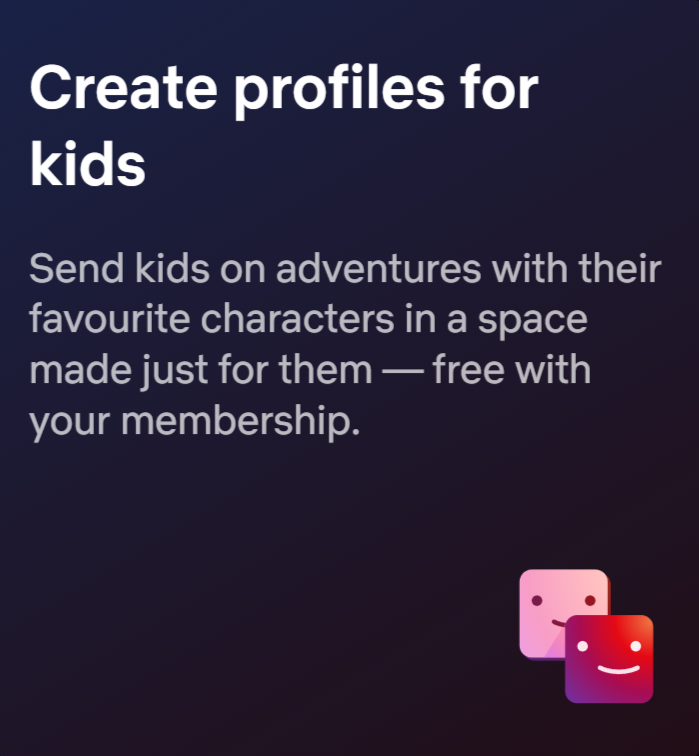 Create profiles for
kids
Send kids on adventures with their
favourite characters in a space
made just for them — free with
your membership.